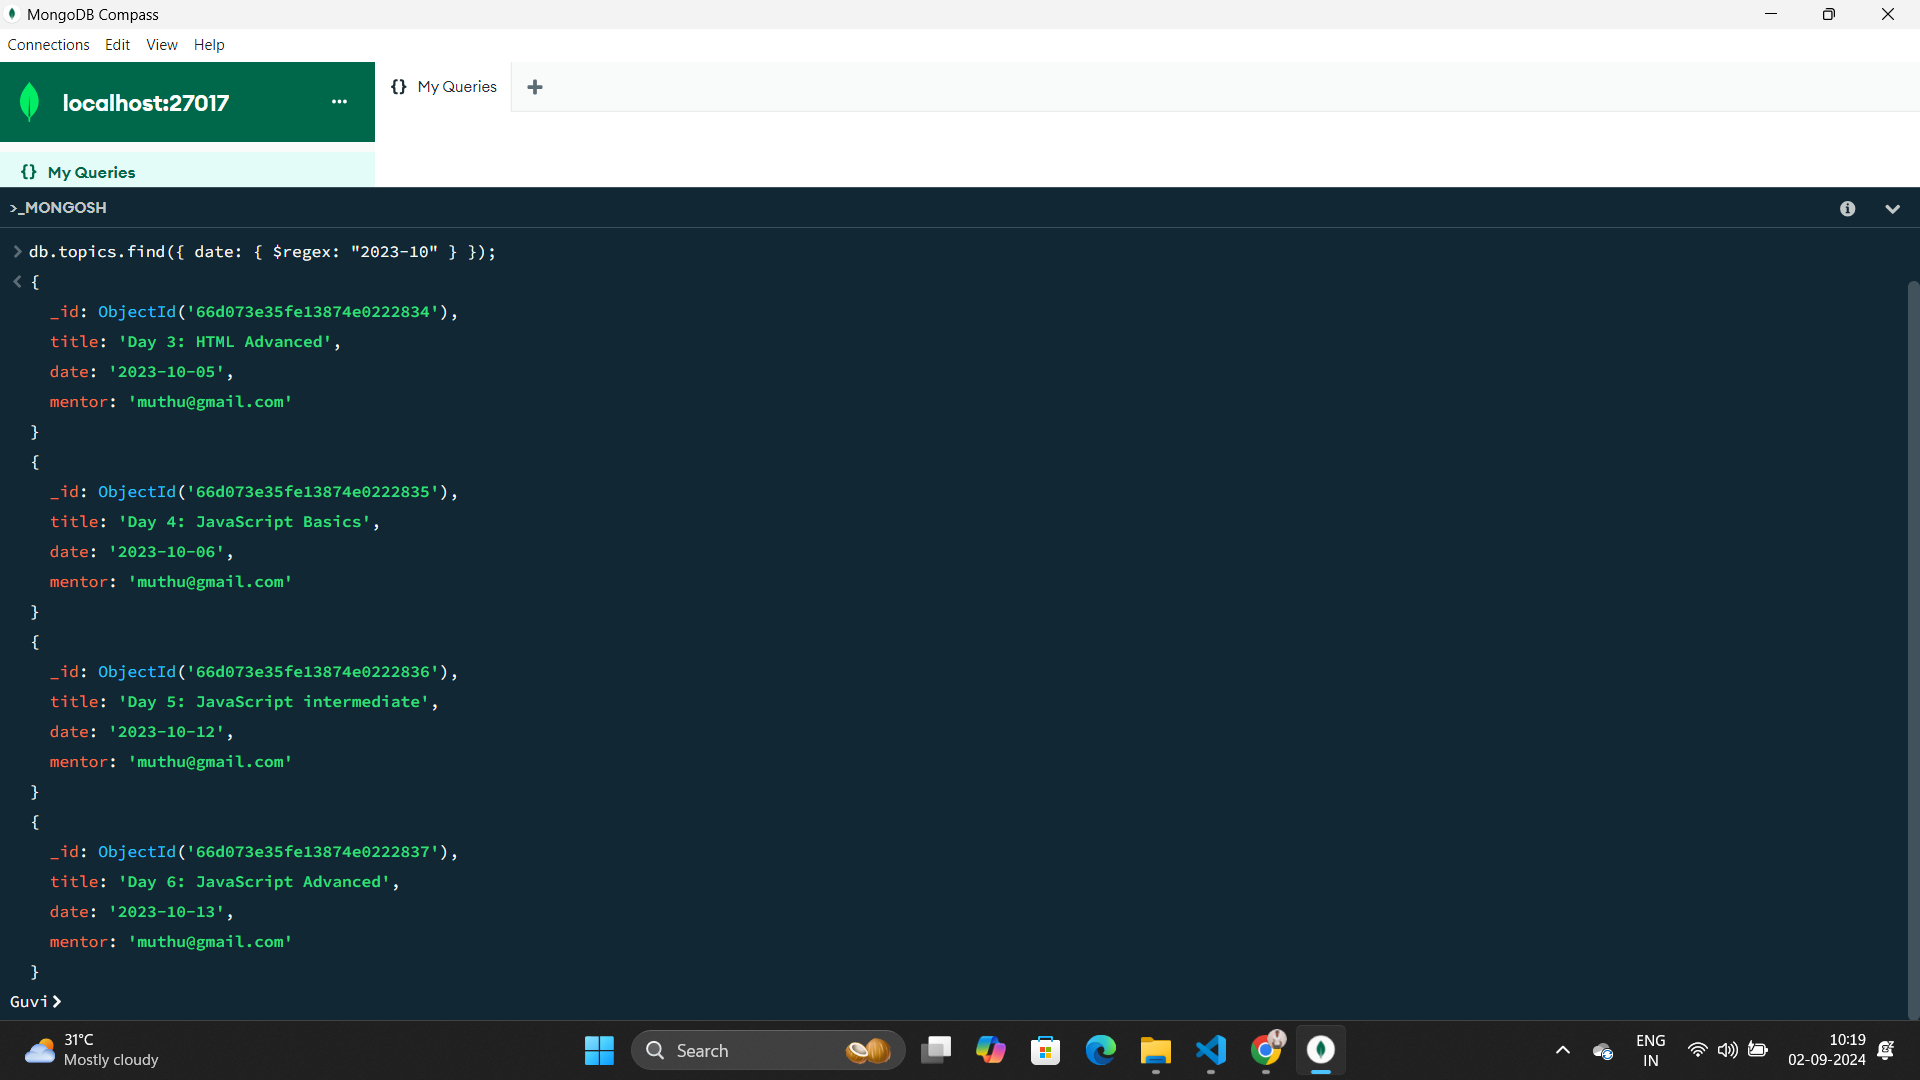 MongoDB Compass
Connections Edit View Help
localhost:27017 ...
{} My Queries +
{} My Queries
>_MONGOSH
> db.topics.find({ date: { $regex: "2023-10" } });
< {
_id: ObjectId('66d073e35fe13874e0222834'),
title: 'Day 3: HTML Advanced',
date: '2023-10-05',
mentor: 'muthu@gmail.com'
}
{
_id: ObjectId('66d073e35fe13874e0222835'),
title: 'Day 4: JavaScript Basics',
date: '2023-10-06',
mentor: 'muthu@gmail.com'
}
{
_id: ObjectId('66d073e35fe13874e0222836'),
title: 'Day 5: JavaScript intermediate',
date: '2023-10-12',
mentor: 'muthu@gmail.com'
}
{
_id: ObjectId('66d073e35fe13874e0222837'),
title: 'Day 6: JavaScript Advanced',
date: '2023-10-13',
mentor: 'muthu@gmail.com'
}
Guvi>
31°C
Mostly cloudy
Search
ENG
IN
10:19
02-09-2024